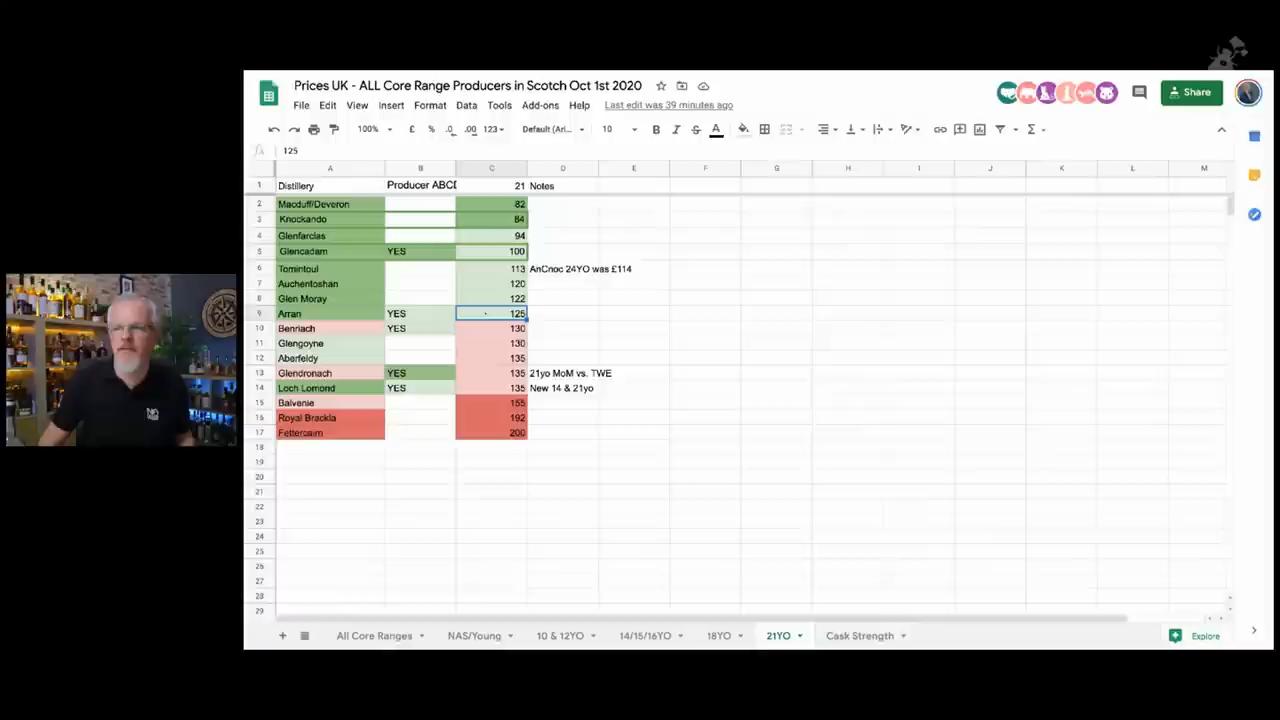 Prices UK - ALL Core Range Producers in Scotch Oct 1st 2020
File Edit View Insert Format Data Tools Add-ons Help Last edit was 39 minutes ago
Share
100% £ % .0 .00 123 Default (Ari... 10 B I S A
fx 125
A B C D E F G H I J K L M
1 Distillery Producer ABCD 21 Notes
2 Macduff/Deveron 82
3 Knockando 84
4 Glenfarclas 94
5 Glencadam YES 100
6 Tomintoul 113 AnCnoc 24YO was £114
7 Auchentoshan 120
8 Glen Moray 122
9 Arran YES 125
10 Benriach YES 130
11 Glengoyne 130
12 Aberfeldy 135
13 Glendronach YES 135 21yo MoM vs. TWE
14 Loch Lomond YES 135 New 14 & 21yo
15 Balvenie 155
16 Royal Brackla 192
17 Fettercairn 200
18
19
20
21
22
23
24
25
26
27
28
29
All Core Ranges NAS/Young 10 & 12YO 14/15/16YO 18YO 21YO Cask Strength Explore